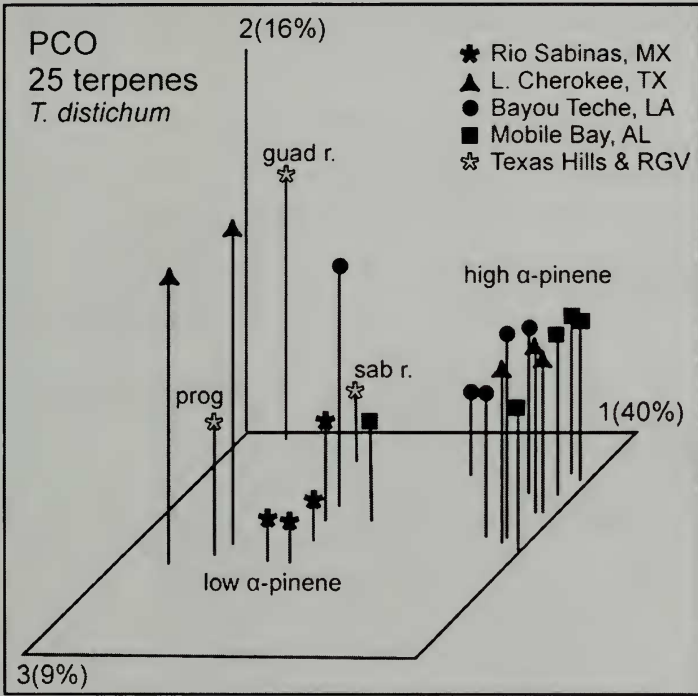 PCO
25 terpenes
T. distichum
2(16%)
Rio Sabinas, MX
L. Cherokee, TX
Bayou Teche, LA
Mobile Bay, AL
Texas Hills & RGV
guad r.
high α-pinene
sab r.
prog
1(40%)
low α-pinene
3(9%)